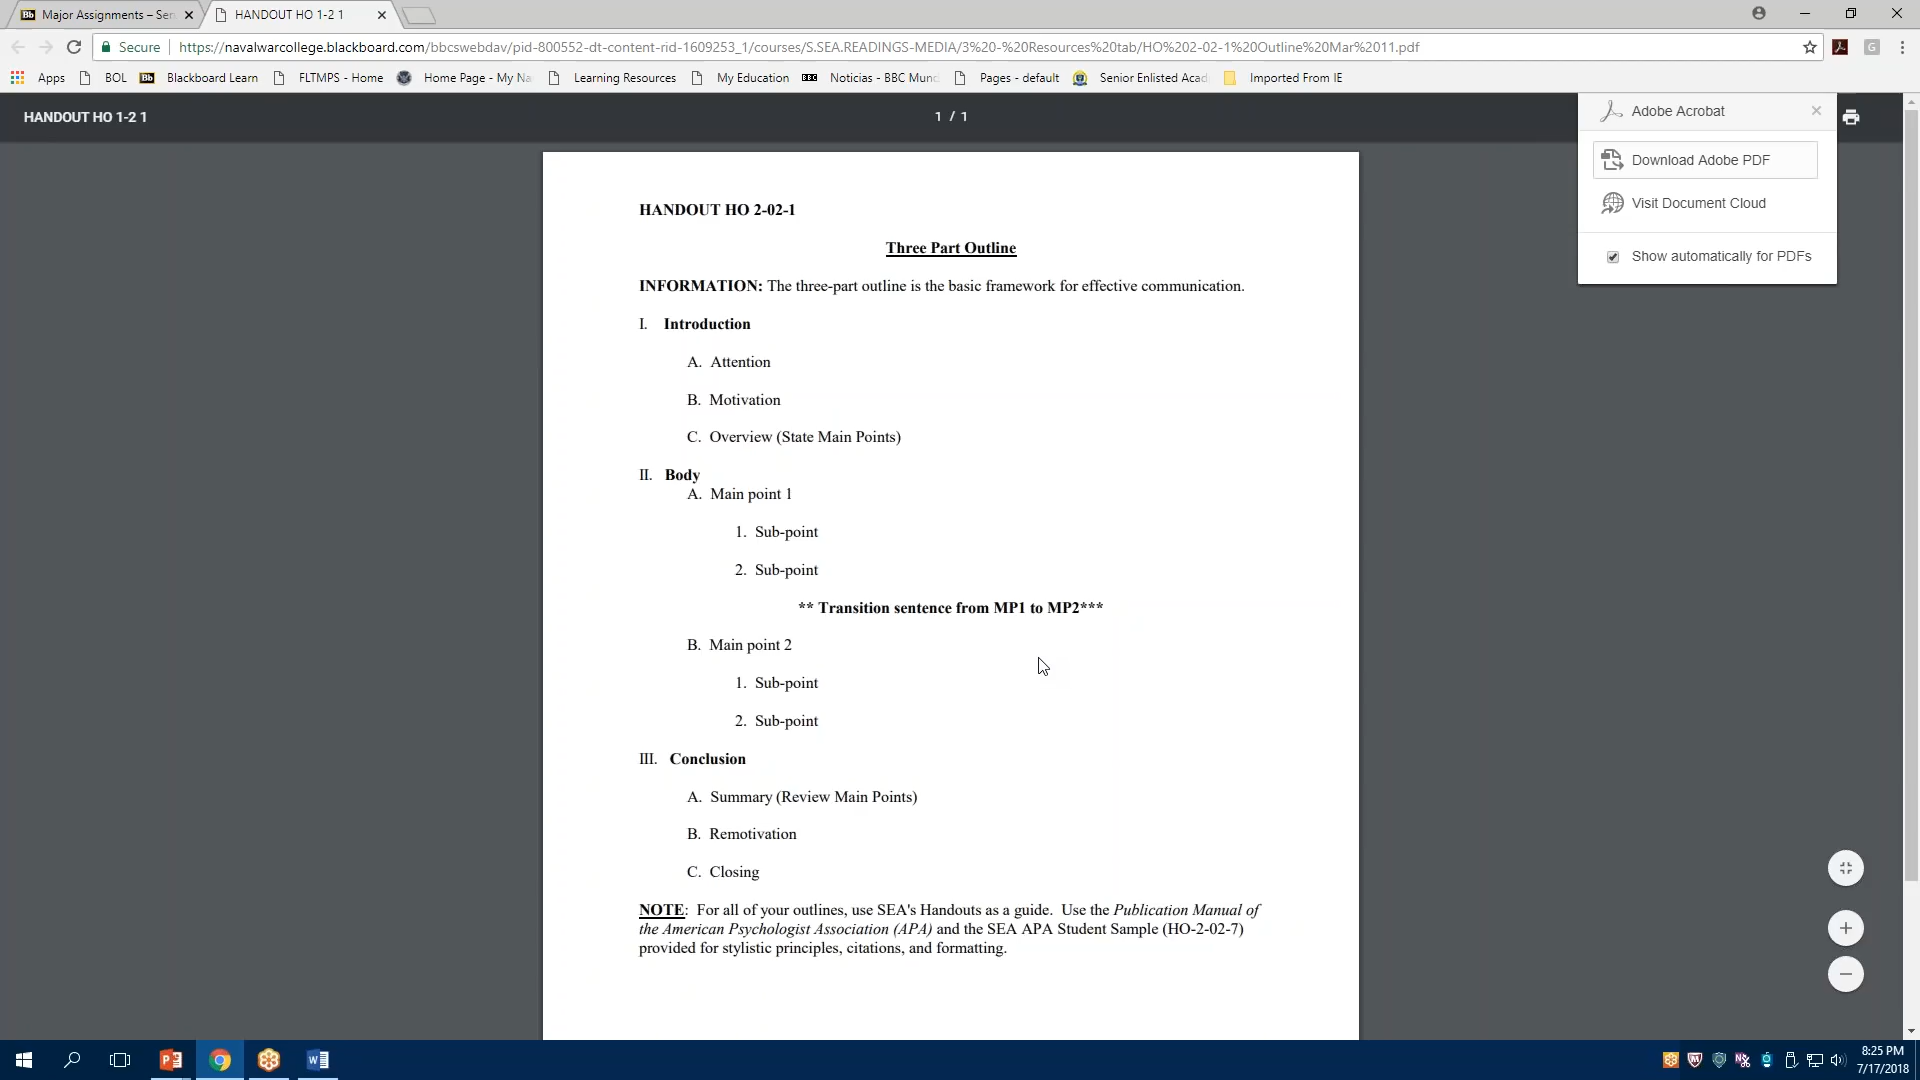 Major Assignments – Sen
HANDOUT HO 1-2 1
Secure
https://navalwarcollege.blackboard.com/bbcswebdav/pid-800552-dt-content-rid-1609253_1/courses/S.SEA.READINGS-MEDIA/3%20-%20Resources%20tab/HO%202-02-1%20Outline%20Mar%2011.pdf
Apps BOL Bb Blackboard Learn FLTMPS - Home Home Page - My Na Learning Resources My Education BBC Noticias - BBC Mund Pages - default Senior Enlisted Acad Imported From IE
HANDOUT HO 1-2 1
1 / 1
Adobe Acrobat
Download Adobe PDF
Visit Document Cloud
Show automatically for PDFs
HANDOUT HO 2-02-1
Three Part Outline
INFORMATION: The three-part outline is the basic framework for effective communication.
I. Introduction
A. Attention
B. Motivation
C. Overview (State Main Points)
II. Body
A. Main point 1
1. Sub-point
2. Sub-point
** Transition sentence from MP1 to MP2***
B. Main point 2
1. Sub-point
2. Sub-point
III. Conclusion
A. Summary (Review Main Points)
B. Remotivation
C. Closing
NOTE: For all of your outlines, use SEA's Handouts as a guide. Use the Publication Manual of
the American Psychologist Association (APA) and the SEA APA Student Sample (HO-2-02-7)
provided for stylistic principles, citations, and formatting.
8:25 PM
7/17/2018